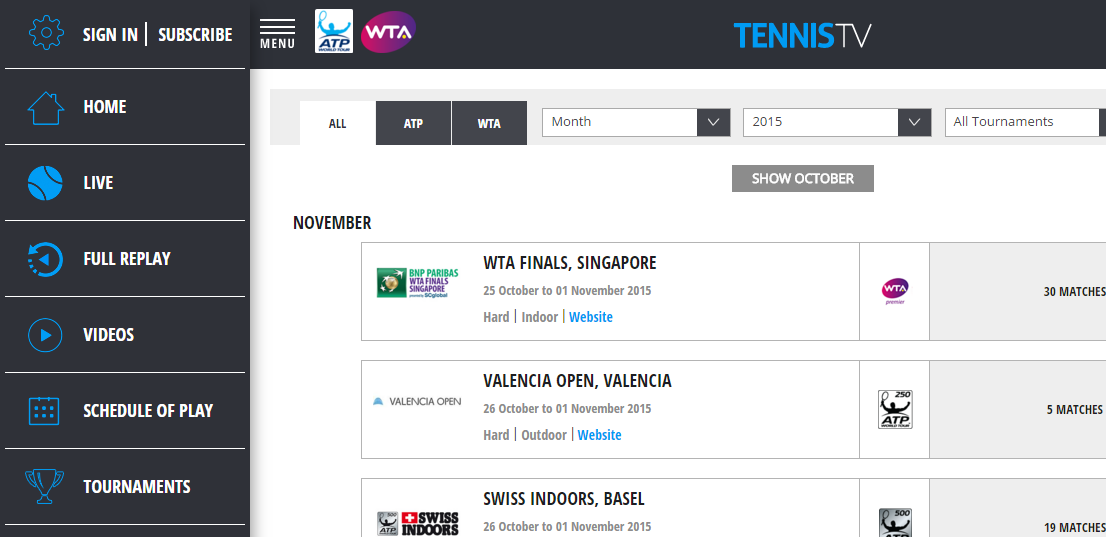 SIGN IN | SUBSCRIBE
MENU
ATP
WORLD TOUR
WTA
TENNISTV
HOME
LIVE
FULL REPLAY
VIDEOS
SCHEDULE OF PLAY
TOURNAMENTS
ALL
ATP
WTA
Month
2015
All Tournaments
SHOW OCTOBER
NOVEMBER
BNP PARIBAS
WTA FINALS
SINGAPORE
powered by SCglobal
WTA FINALS, SINGAPORE
25 October to 01 November 2015
Hard | Indoor | Website
WTA
premier
30 MATCHES
VALENCIA OPEN
VALENCIA OPEN, VALENCIA
26 October to 01 November 2015
Hard | Outdoor | Website
250
ATP
WORLD TOUR
5 MATCHES
500
ATP
SWISS
INDOORS
SWISS INDOORS, BASEL
26 October to 01 November 2015
500
ATP
19 MATCHES